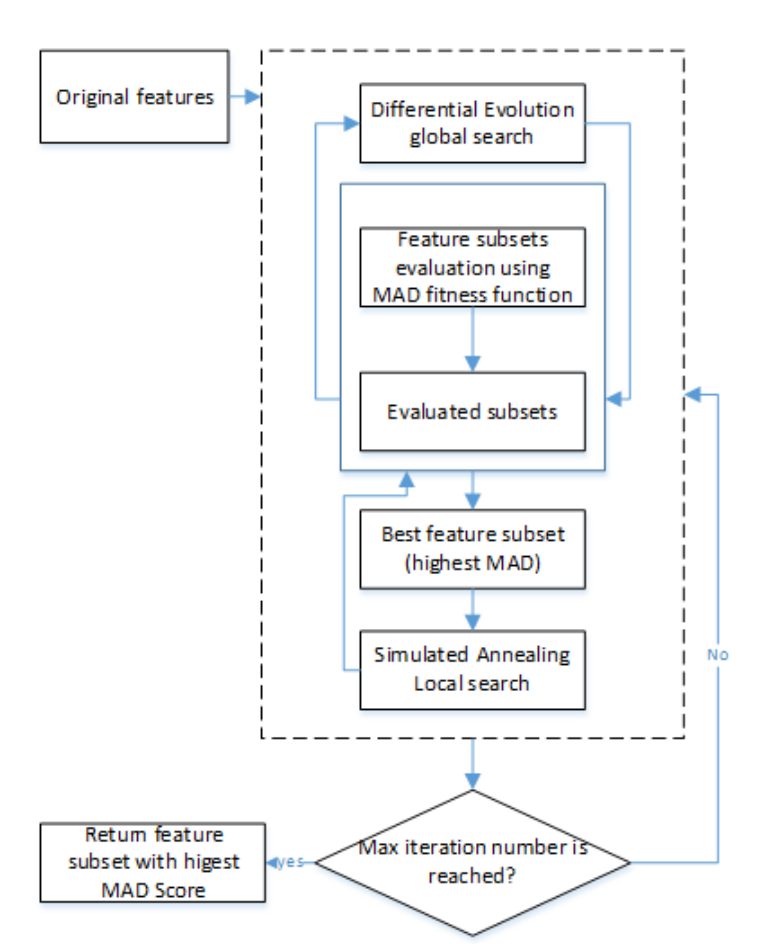 Original features
Differential Evolution
global search
Feature subsets
evaluation using
MAD fitness function
Evaluated subsets
Best feature subset
(highest MAD)
Simulated Annealing
Local search
No
Max iteration number is
reached?
yes
Return feature
subset with higest
MAD Score